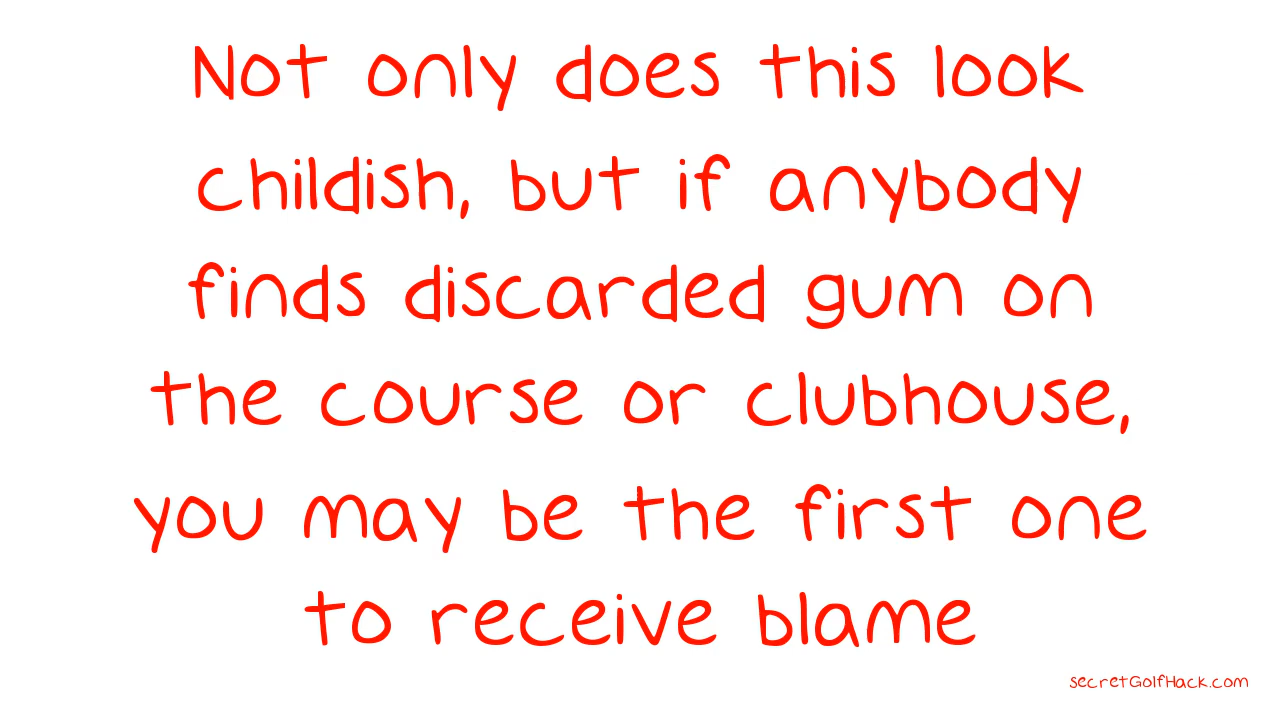 Not only does this look
childish, but if anybody
finds discarded gum on
the course or clubhouse,
you may be the first one
to receive blame
secretGolfHack.com